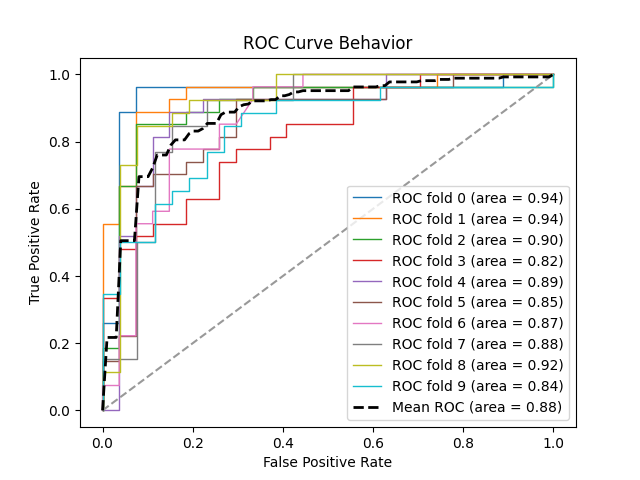 ROC Curve Behavior
1.0
0.8
0.6
0.4
0.2
0.0
True Positive Rate
ROC fold 0 (area = 0.94)
ROC fold 1 (area = 0.94)
ROC fold 2 (area = 0.90)
ROC fold 3 (area = 0.82)
ROC fold 4 (area = 0.89)
ROC fold 5 (area = 0.85)
ROC fold 6 (area = 0.87)
ROC fold 7 (area = 0.88)
ROC fold 8 (area = 0.92)
ROC fold 9 (area = 0.84)
Mean ROC (area = 0.88)
0.0 0.2 0.4 0.6 0.8 1.0
False Positive Rate